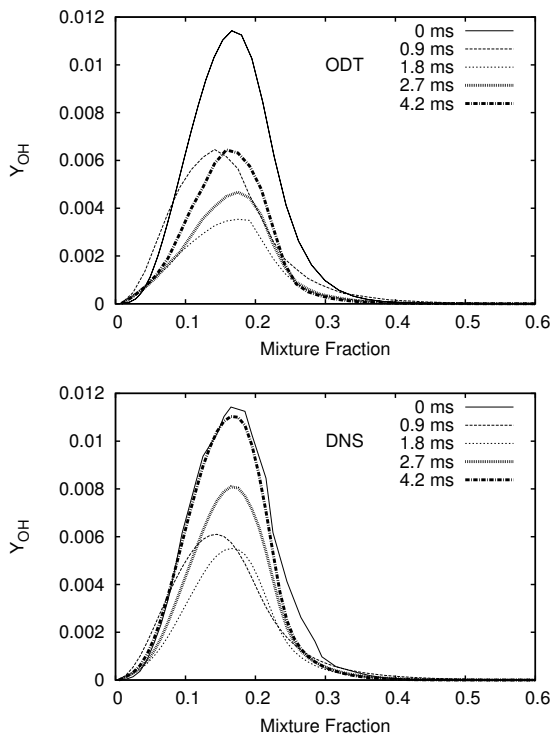 0.012
0.01
0.008
0.006
0.004
0.002
0
Y_OH
ODT
0 ms
0.9 ms
1.8 ms
2.7 ms
4.2 ms
0 0.1 0.2 0.3 0.4 0.5 0.6
Mixture Fraction
0.012
0.01
0.008
0.006
0.004
0.002
0
Y_OH
DNS
0 ms
0.9 ms
1.8 ms
2.7 ms
4.2 ms
0 0.1 0.2 0.3 0.4 0.5 0.6
Mixture Fraction